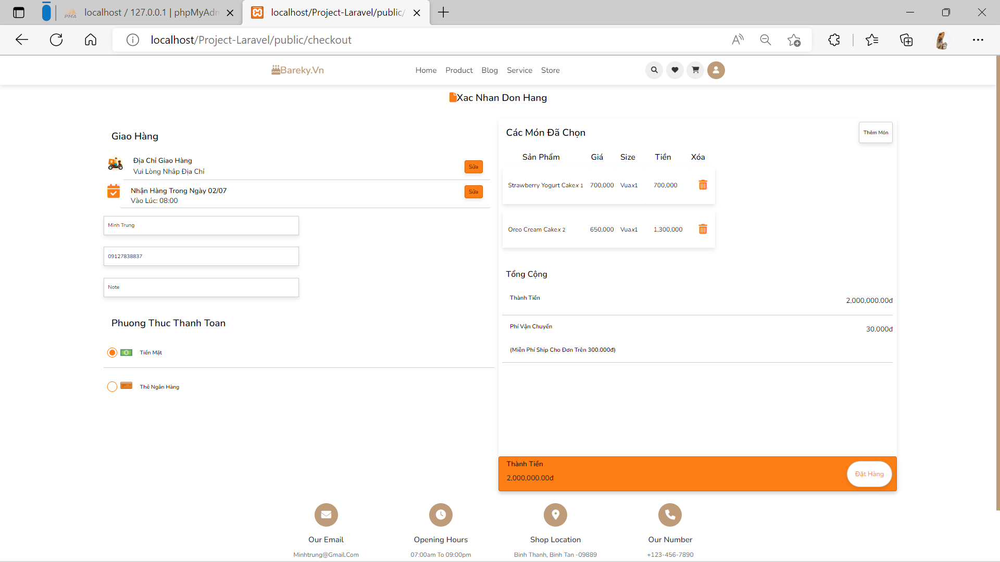 localhost / 127.0.0.1 | phpMyAdm
localhost/Project-Laravel/public/
localhost/Project-Laravel/public/checkout
Bareky.Vn
Home Product Blog Service Store
Xac Nhan Don Hang
Giao Hàng
Địa Chỉ Giao Hàng
Vui Lòng Nhâp Địa Chỉ
Sửa
Nhận Hàng Trong Ngày 02/07
Vào Lúc: 08:00
Sửa
Minh Trung
09127838837
Note
Phuong Thuc Thanh Toan
Tiền Mặt
Thẻ Ngân Hàng
Các Món Đã Chọn
Thêm Món
Sản Phẩm Giá Size Tiền Xóa
Strawberry Yogurt Cakex 1 700,000 Vuax1 700,000
Oreo Cream Cakex 2 650,000 Vuax1 1,300,000
Tổng Cộng
Thành Tiền 2,000,000.00đ
Phí Vận Chuyển 30.000đ
(Miễn Phí Ship Cho Đơn Trên 300.000đ)
Thành Tiền
2,000,000.00đ
Đặt Hàng
Our Email Opening Hours Shop Location Our Number
Minhtrung@Gmail.Com 07:00am To 09:00pm Binh Thanh, Binh Tan -09889 +123-456-7890